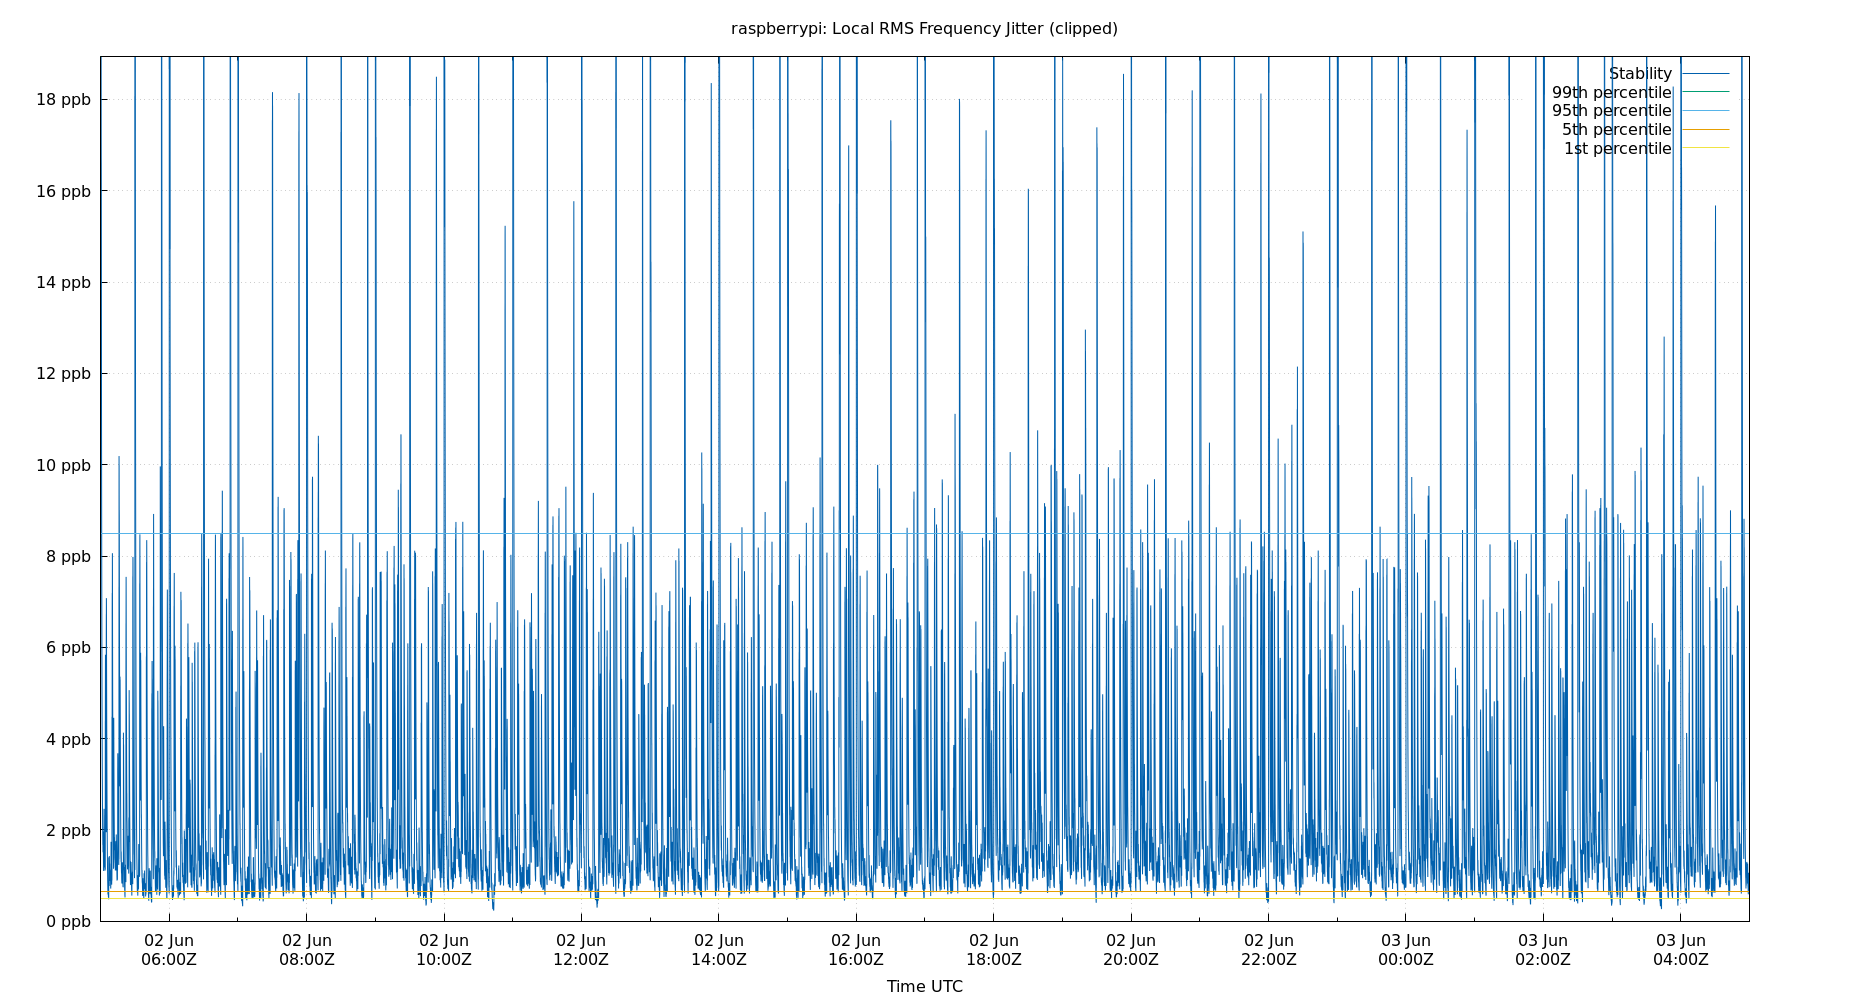 raspberrypi: Local RMS Frequency Jitter (clipped)
Stability
99th percentile
95th percentile
5th percentile
1st percentile
18 ppb
16 ppb
14 ppb
12 ppb
10 ppb
8 ppb
6 ppb
4 ppb
2 ppb
0 ppb
02 Jun 02 Jun 02 Jun 02 Jun 02 Jun 02 Jun 02 Jun 02 Jun 02 Jun 03 Jun 03 Jun 03 Jun
06:00Z 08:00Z 10:00Z 12:00Z 14:00Z 16:00Z 18:00Z 20:00Z 22:00Z 00:00Z 02:00Z 04:00Z
Time UTC